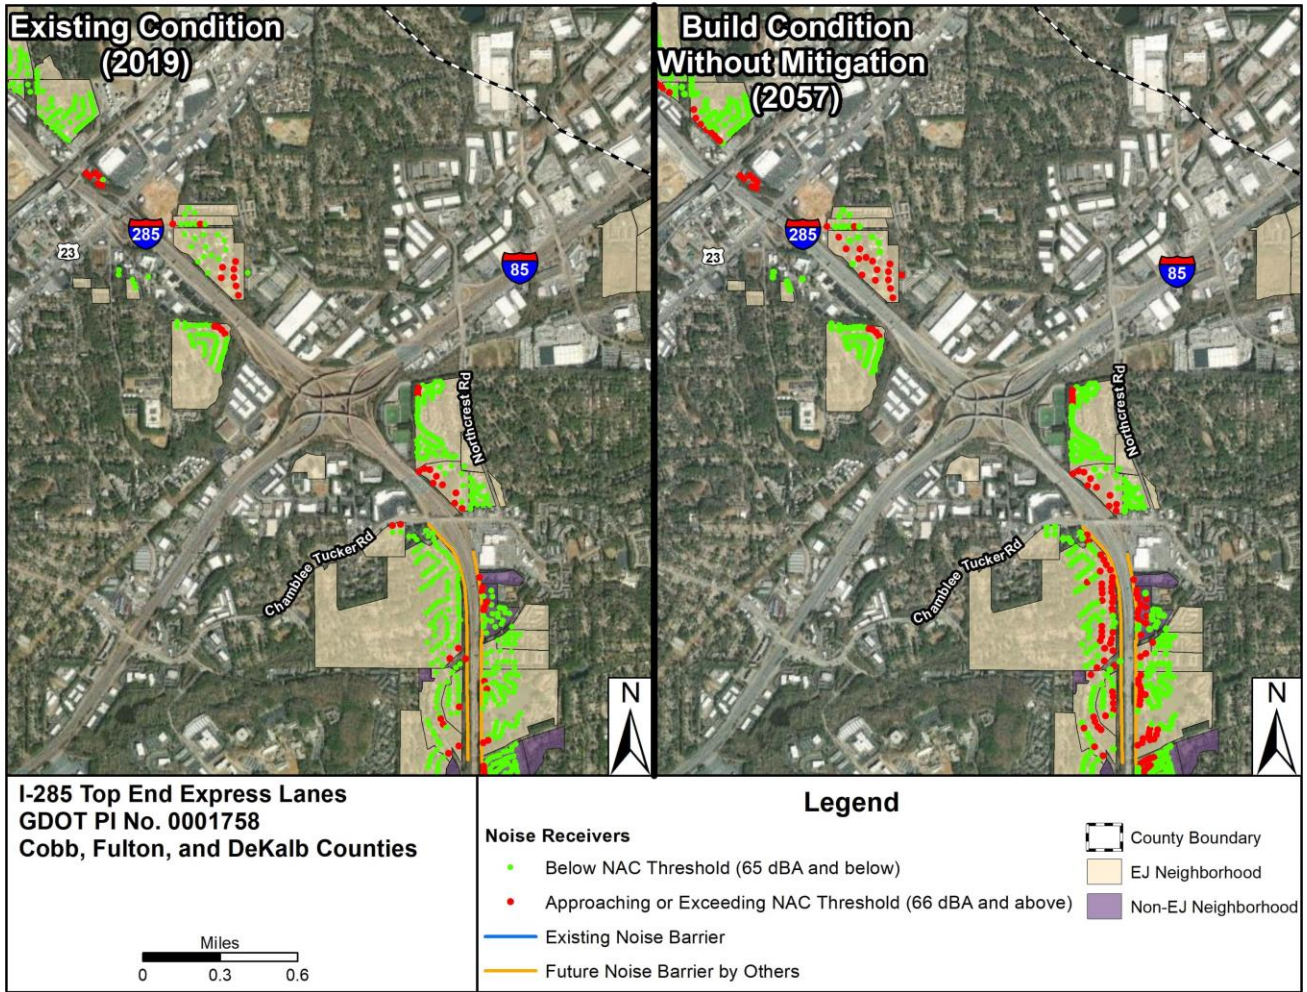 Existing Condition
(2019)
285
23
85
Northcrest Rd
Chamblee Tucker Rd
N
Build Condition
Without Mitigation
(2057)
285
23
85
Northcrest Rd
Chamblee Tucker Rd
N
I-285 Top End Express Lanes
GDOT PI No. 0001758
Cobb, Fulton, and DeKalb Counties
Miles
0 0.3 0.6
Legend
Noise Receivers
Below NAC Threshold (65 dBA and below)
Approaching or Exceeding NAC Threshold (66 dBA and above)
Existing Noise Barrier
Future Noise Barrier by Others
County Boundary
EJ Neighborhood
Non-EJ Neighborhood